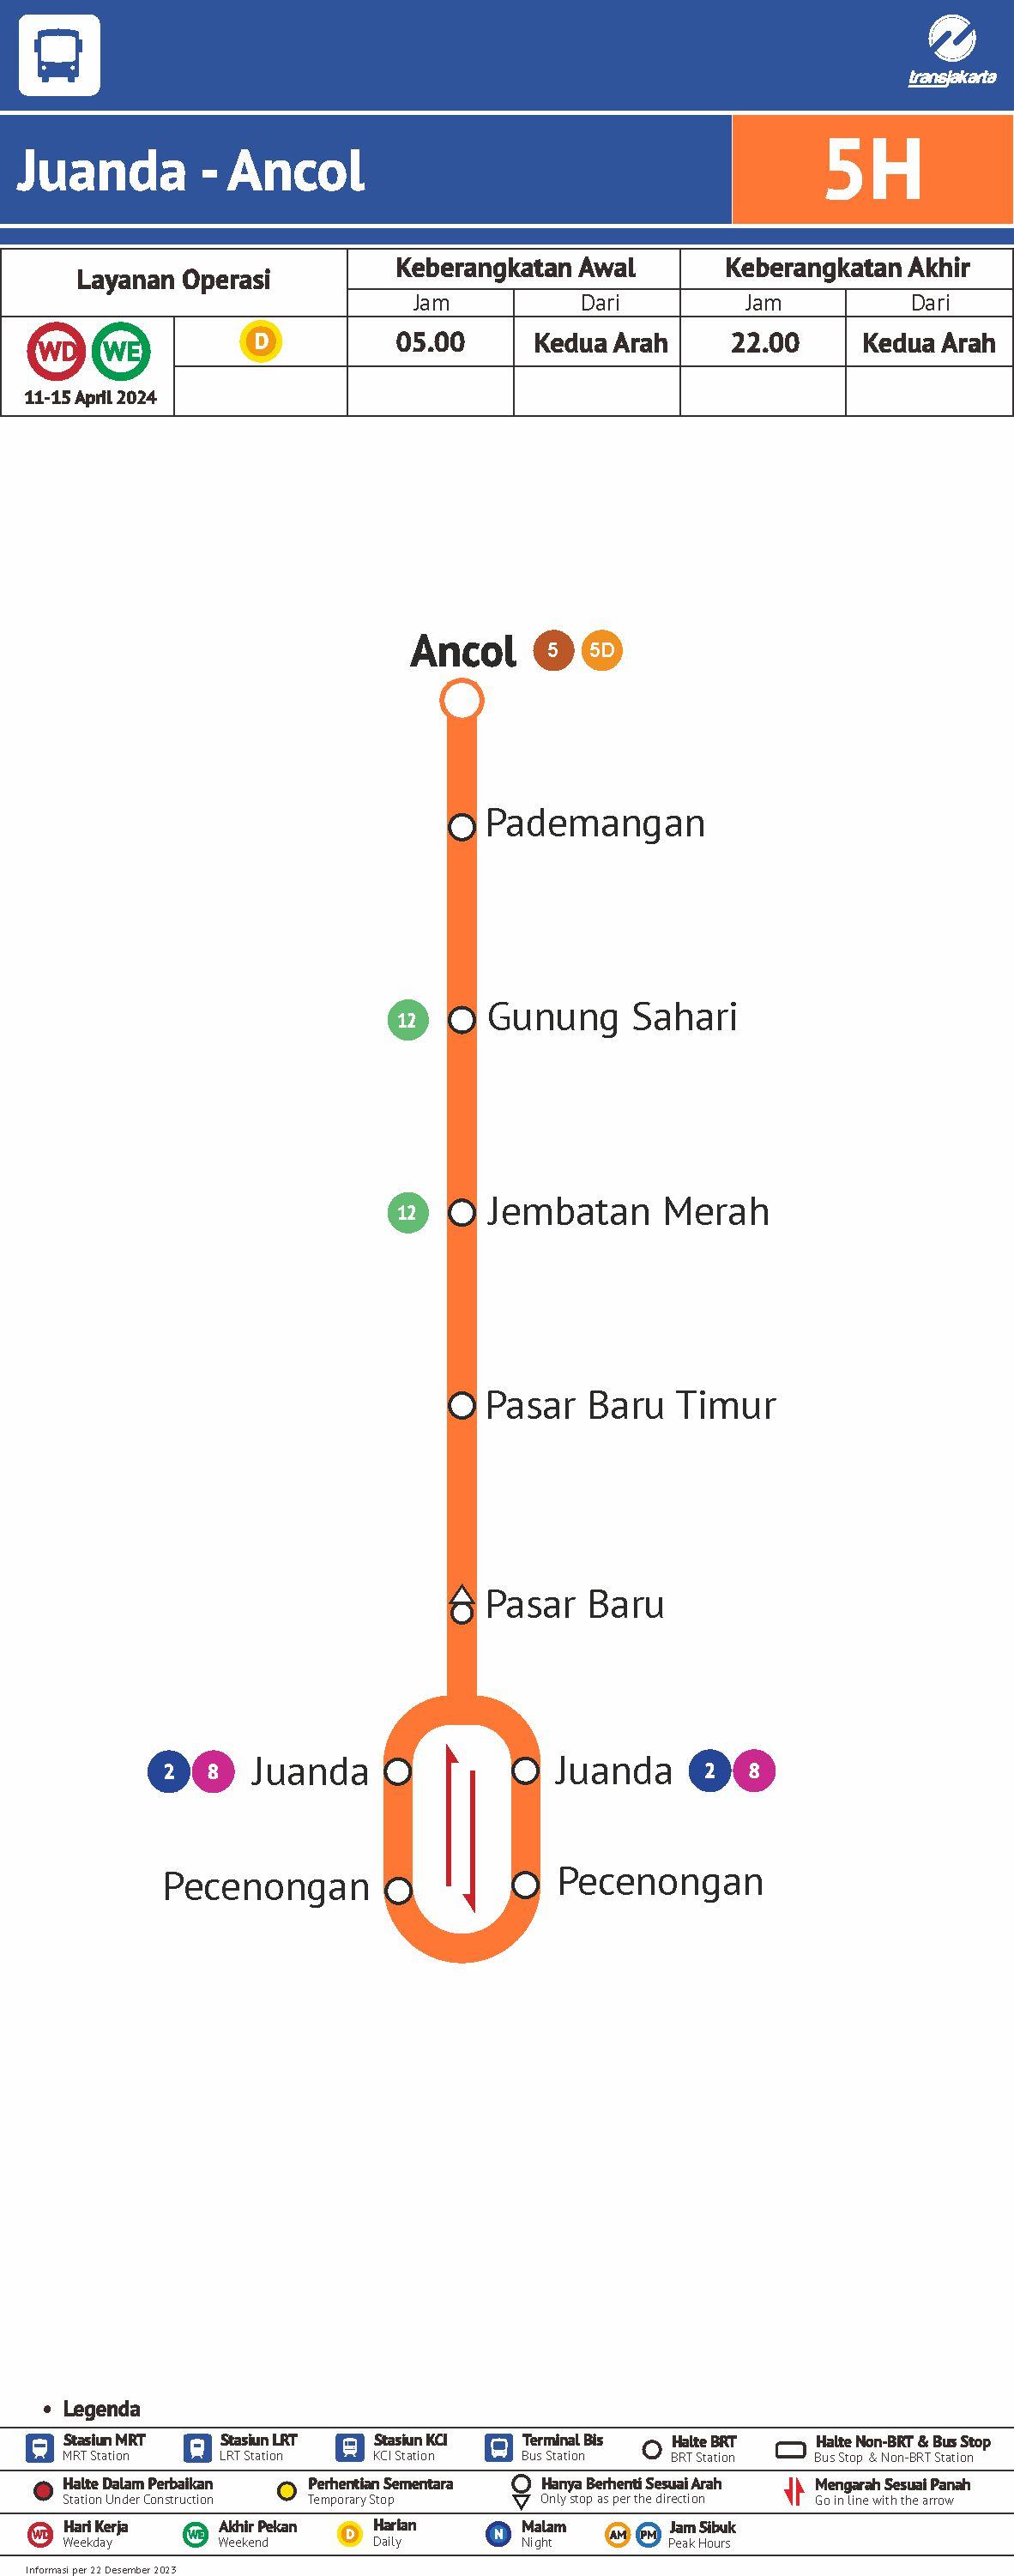 transjakarta
Juanda - Ancol
5H
Layanan Operasi
Keberangkatan Awal
Keberangkatan Akhir
Jam
Dari
Jam
Dari
WD WE
D
05.00
Kedua Arah
22.00
Kedua Arah
11-15 April 2024
Ancol 5 5D
Pademangan
12 Gunung Sahari
12 Jembatan Merah
Pasar Baru Timur
Pasar Baru
2 8 Juanda
Juanda 2 8
Pecenongan
Pecenongan
• Legenda
Stasiun MRT
MRT Station
Stasiun LRT
LRT Station
Stasiun KCI
KCI Station
Terminal Bis
Bus Station
Halte BRT
BRT Station
Halte Non-BRT & Bus Stop
Bus Stop & Non-BRT Station
Halte Dalam Perbaikan
Station Under Construction
Perhentian Sementara
Temporary Stop
Hanya Berhenti Sesuai Arah
Only stop as per the direction
Mengarah Sesuai Panah
Go in line with the arrow
WD
Hari Kerja
Weekday
WE
Akhir Pekan
Weekend
D
Harian
Daily
N
Malam
Night
AM PM
Jam Sibuk
Peak Hours
Informasi per 22 Desember 2023